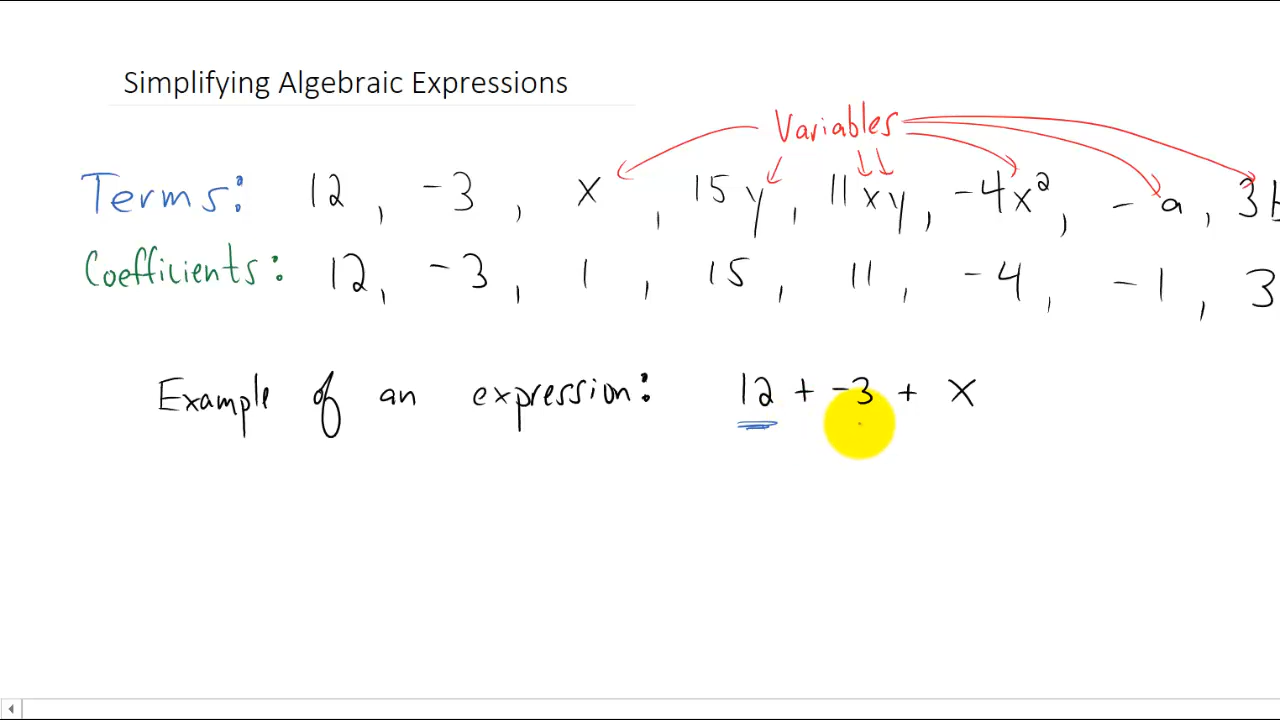 Simplifying Algebraic Expressions
Variables
Terms: 12, -3, x, 15y, 11xy, -4x², -a, 3
Coefficients: 12, -3, 1, 15, 11, -4, -1, 3
Example of an expression: 12 + -3 + x